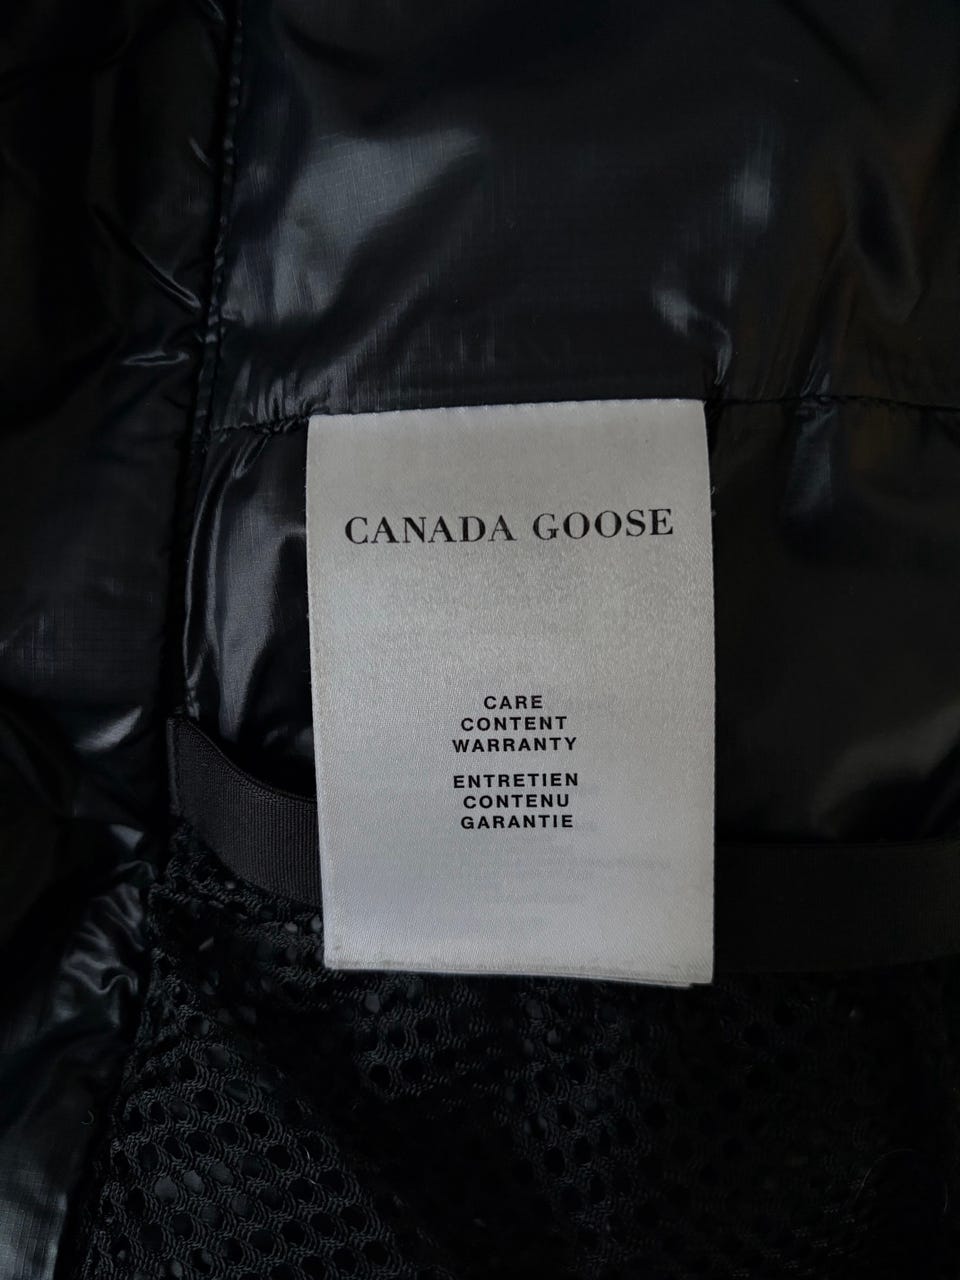 CANADA GOOSE
CARE
CONTENT
WARRANTY
ENTRETIEN
CONTENU
GARANTIE